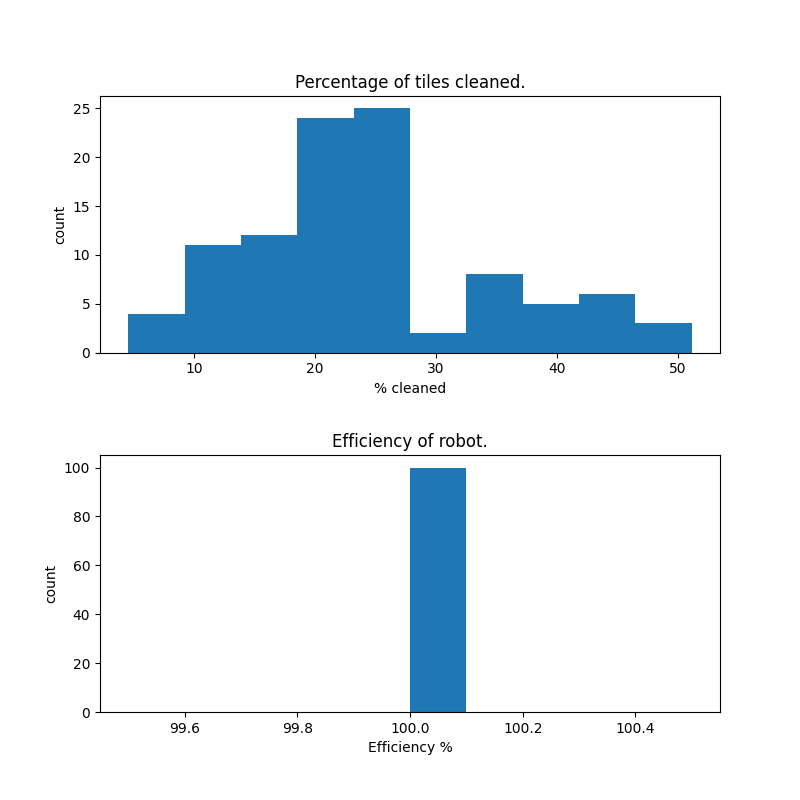 Percentage of tiles cleaned.
25
20
15
10
5
0
count
10 20 30 40 50
% cleaned
Efficiency of robot.
100
80
60
40
20
0
count
99.6 99.8 100.0 100.2 100.4
Efficiency %